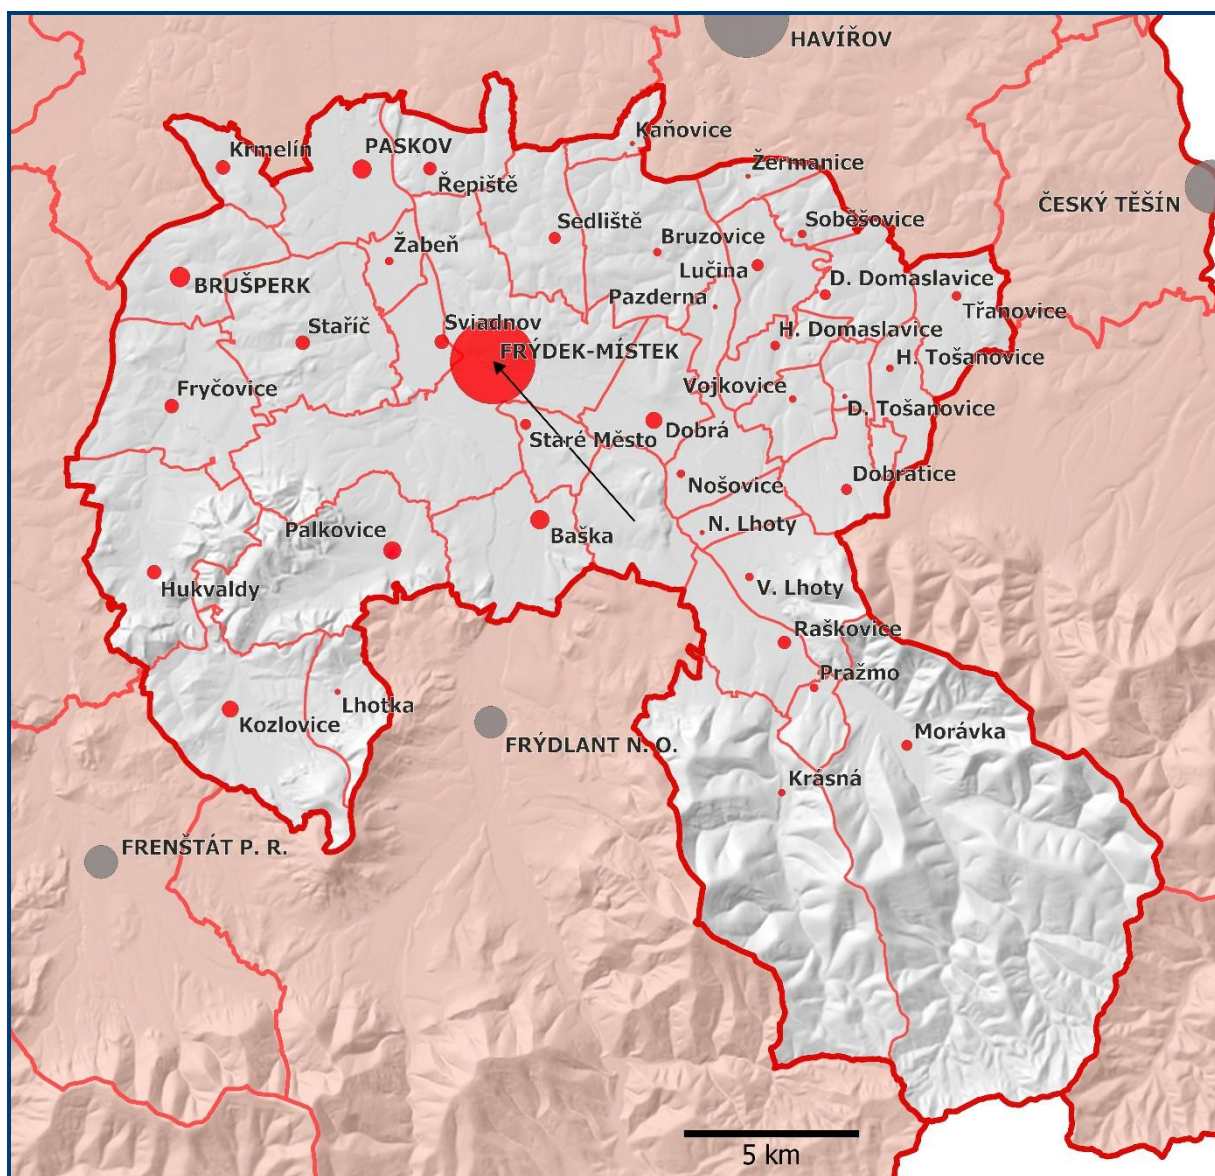 HAVÍŘOV
Kaňovice
Krmelín
PASKOV
Žermanice
Řepiště
ČESKÝ TĚŠÍN
Sedliště
Soběšovice
Žabeň
Bruzovice
Lučina
BRUŠPERK
D. Domaslavice
Pazderna
Třanovice
Staříč
Sviadnov
H. Domaslavice
FRÝDEK-MÍSTEK
H. Tošanovice
Fryčovice
Vojkovice
D. Tošanovice
Staré Město
Dobrá
Dobratice
Nošovice
Palkovice
Baška
N. Lhoty
Hukvaldy
V. Lhoty
Raškovice
Pražmo
Lhotka
Kozlovice
Morávka
FRÝDLANT N. O.
Krásná
FRENŠTÁT P. R.
5 km